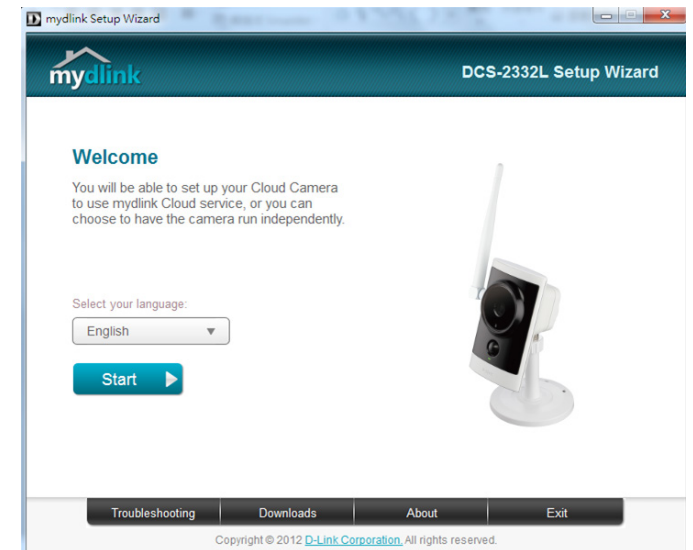 mydlink Setup Wizard
mydlink
DCS-2332L Setup Wizard
Welcome
You will be able to set up your Cloud Camera
to use mydlink Cloud service, or you can
choose to have the camera run independently.
Select your language:
English
Start
Troubleshooting
Downloads
About
Exit
Copyright © 2012 D-Link Corporation. All rights reserved.